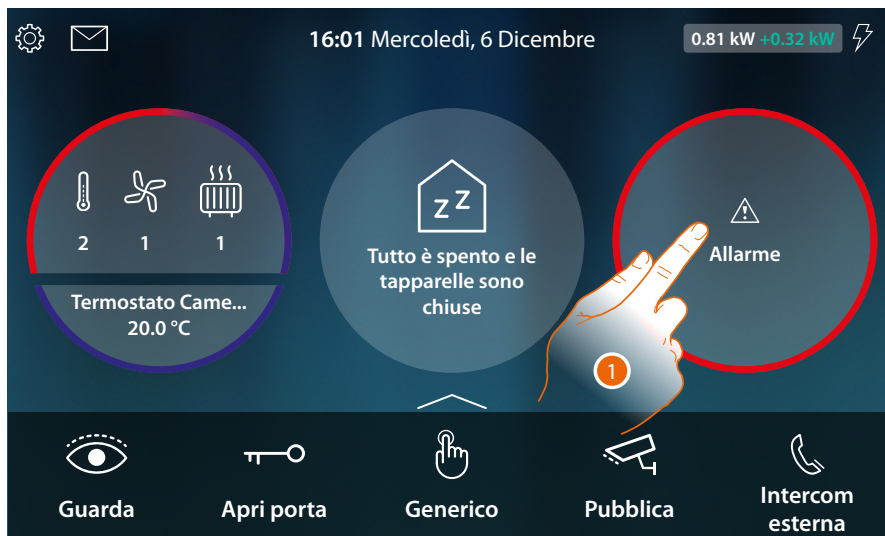 16:01 Mercoledì, 6 Dicembre
0.81 kW +0.32 kW
2 1 1
Termostato Came...
20.0 °C
z Z
Tutto è spento e le
tapparelle sono
chiuse
Allarme
1
Guarda
Apri porta
Generico
Pubblica
Intercom
esterna